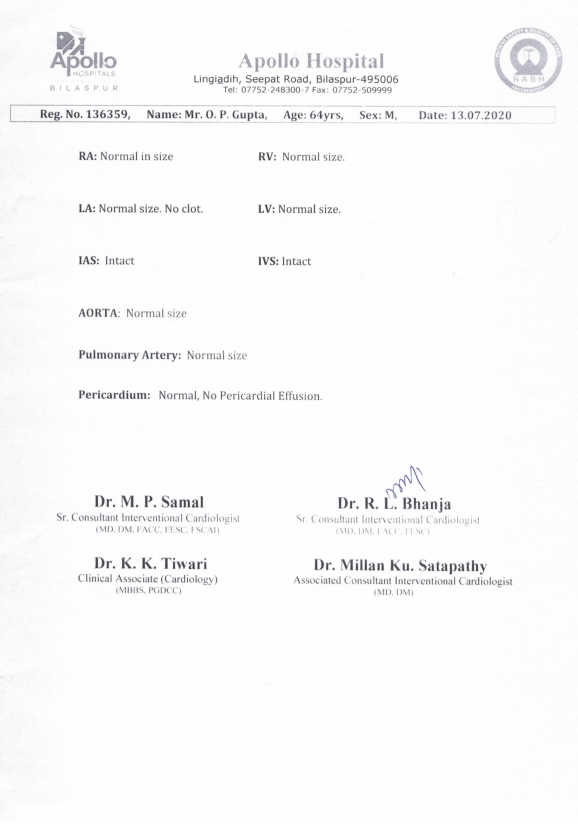 Apollo
HOSPITALS
BILASPUR
Apollo Hospital
Lingiadih, Seepat Road, Bilaspur-495006
Tel: 07752-248300-7 Fax: 07752-509999
NABH
Reg. No. 136359, Name: Mr. O. P. Gupta, Age: 64yrs, Sex: M, Date: 13.07.2020
RA: Normal in size RV: Normal size.
LA: Normal size. No clot. LV: Normal size.
IAS: Intact IVS: Intact
AORTA: Normal size
Pulmonary Artery: Normal size
Pericardium: Normal, No Pericardial Effusion.
Dr. M. P. Samal
Sr. Consultant Interventional Cardiologist
(MD, DM, FACC, FESC, FSCAI)
Dr. R. L. Bhanja
Sr. Consultant Interventional Cardiologist
(MD, DM, FACC, FESC)
Dr. K. K. Tiwari
Clinical Associate (Cardiology)
(MBBS, PGDCC)
Dr. Millan Ku. Satapathy
Associated Consultant Interventional Cardiologist
(MD, DM)